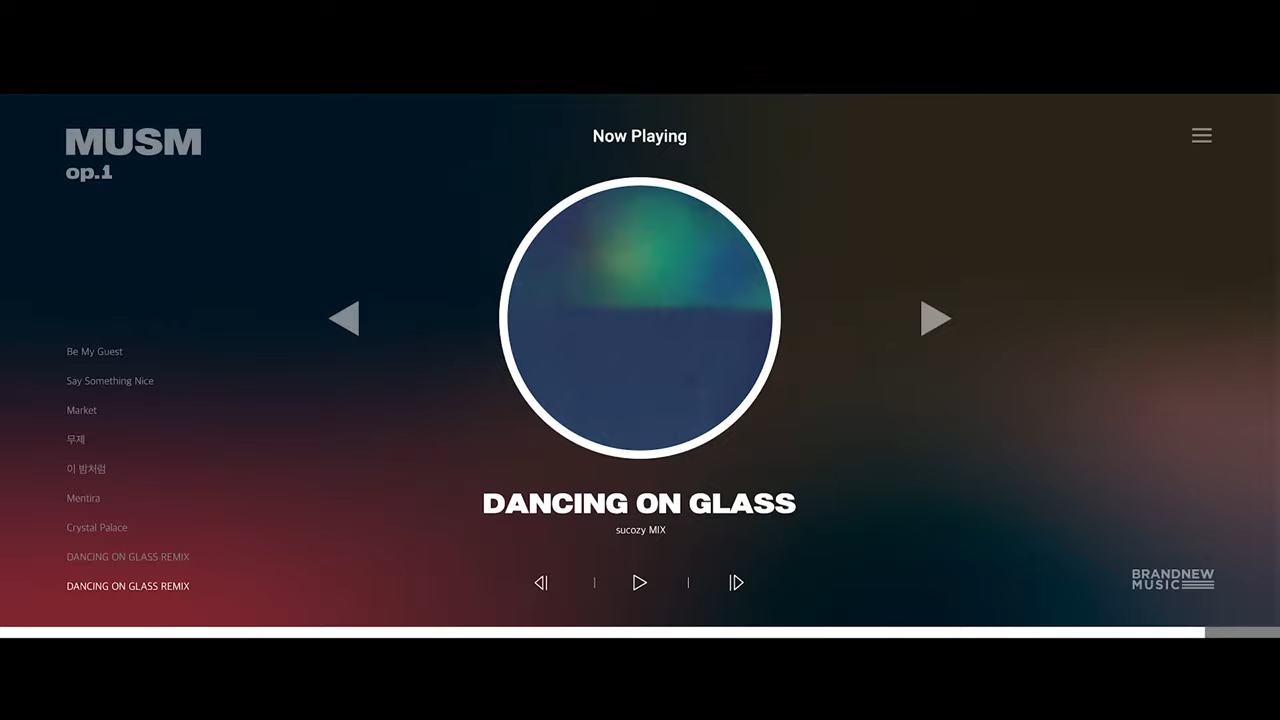 MUSM
op.1
Now Playing
Be My Guest
Say Something Nice
Market
무제
이 밤처럼
Mentira
Crystal Palace
DANCING ON GLASS REMIX
DANCING ON GLASS REMIX
DANCING ON GLASS
sucozy MIX
BRANDNEW
MUSIC